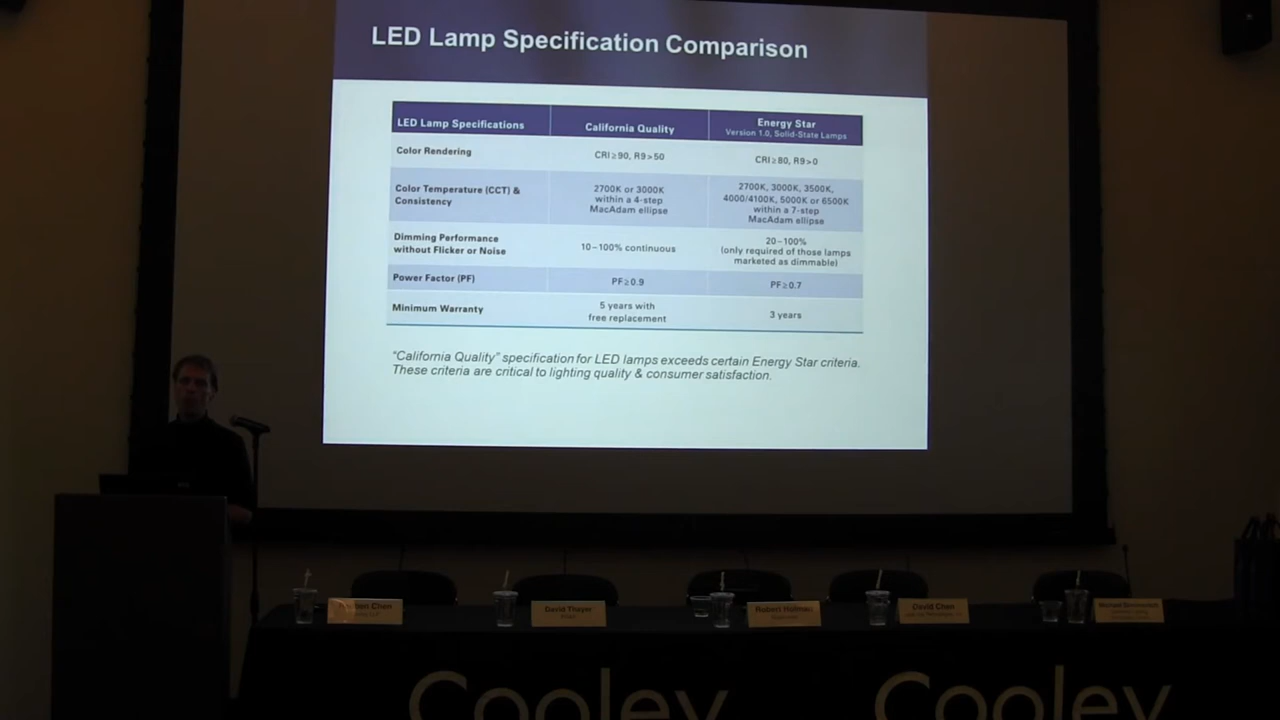 LED Lamp Specification Comparison
LED Lamp Specifications
California Quality
Energy Star
Version 1.0, Solid-State Lamps
Color Rendering
CRI≥90, R9>50
CRI≥80, R9>0
Color Temperature (CCT) &
Consistency
2700K or 3000K
within a 4-step
MacAdam ellipse
2700K, 3000K, 3500K,
4000/4100K, 5000K or 6500K
within a 7-step
MacAdam ellipse
Dimming Performance
without Flicker or Noise
10–100% continuous
20–100%
(only required of those lamps
marketed as dimmable)
Power Factor (PF)
PF≥0.9
PF≥0.7
Minimum Warranty
5 years with
free replacement
3 years
"California Quality" specification for LED lamps exceeds certain Energy Star criteria.
These criteria are critical to lighting quality & consumer satisfaction.
Chen
David Thayer
Robert Holman
David Chen
Michael
Cooley
Cooley